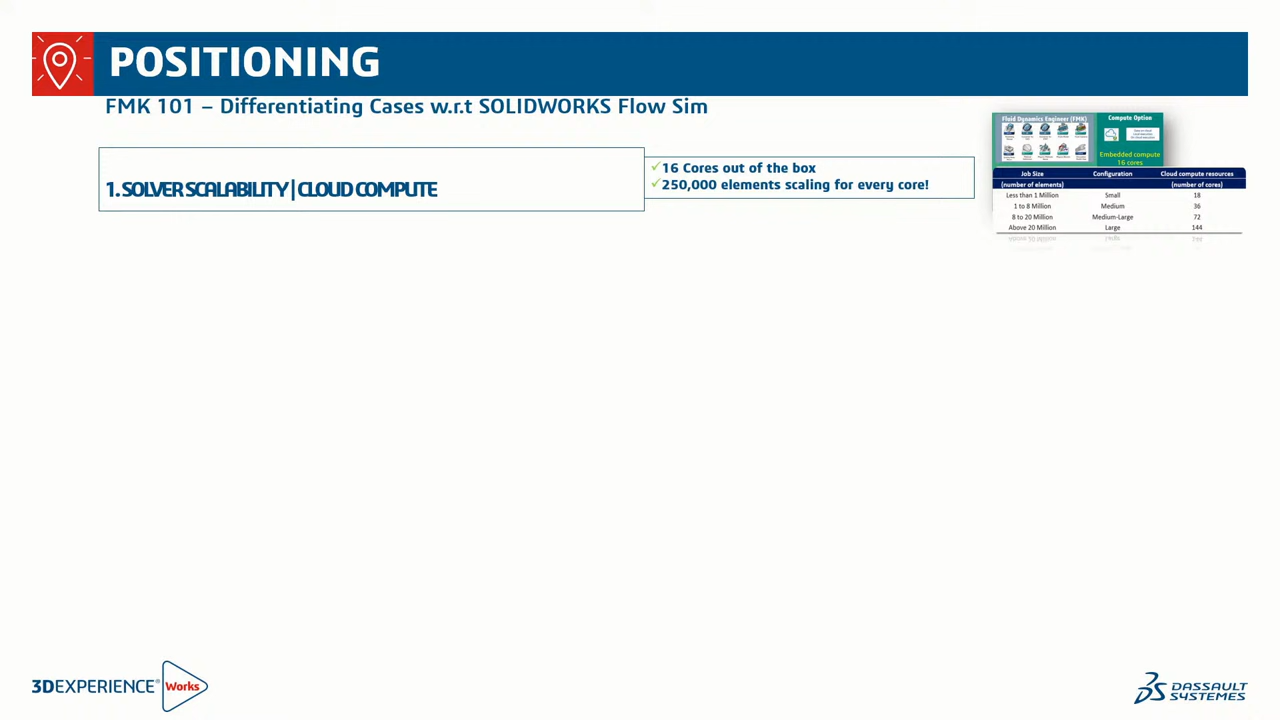 POSITIONING
FMK 101 – Differentiating Cases w.r.t SOLIDWORKS Flow Sim
1. SOLVER SCALABILITY | CLOUD COMPUTE
✓16 Cores out of the box
✓250,000 elements scaling for every core!
Fluid Dynamics Engineer (FMK)
Compute Option
Embedded compute
16 cores
Job Size Configuration Cloud compute resources
(number of elements) (number of cores)
Less than 1 Million Small 18
1 to 8 Million Medium 36
8 to 20 Million Medium-Large 72
Above 20 Million Large 144
3DEXPERIENCE® Works
DASSAULT
SYSTEMES